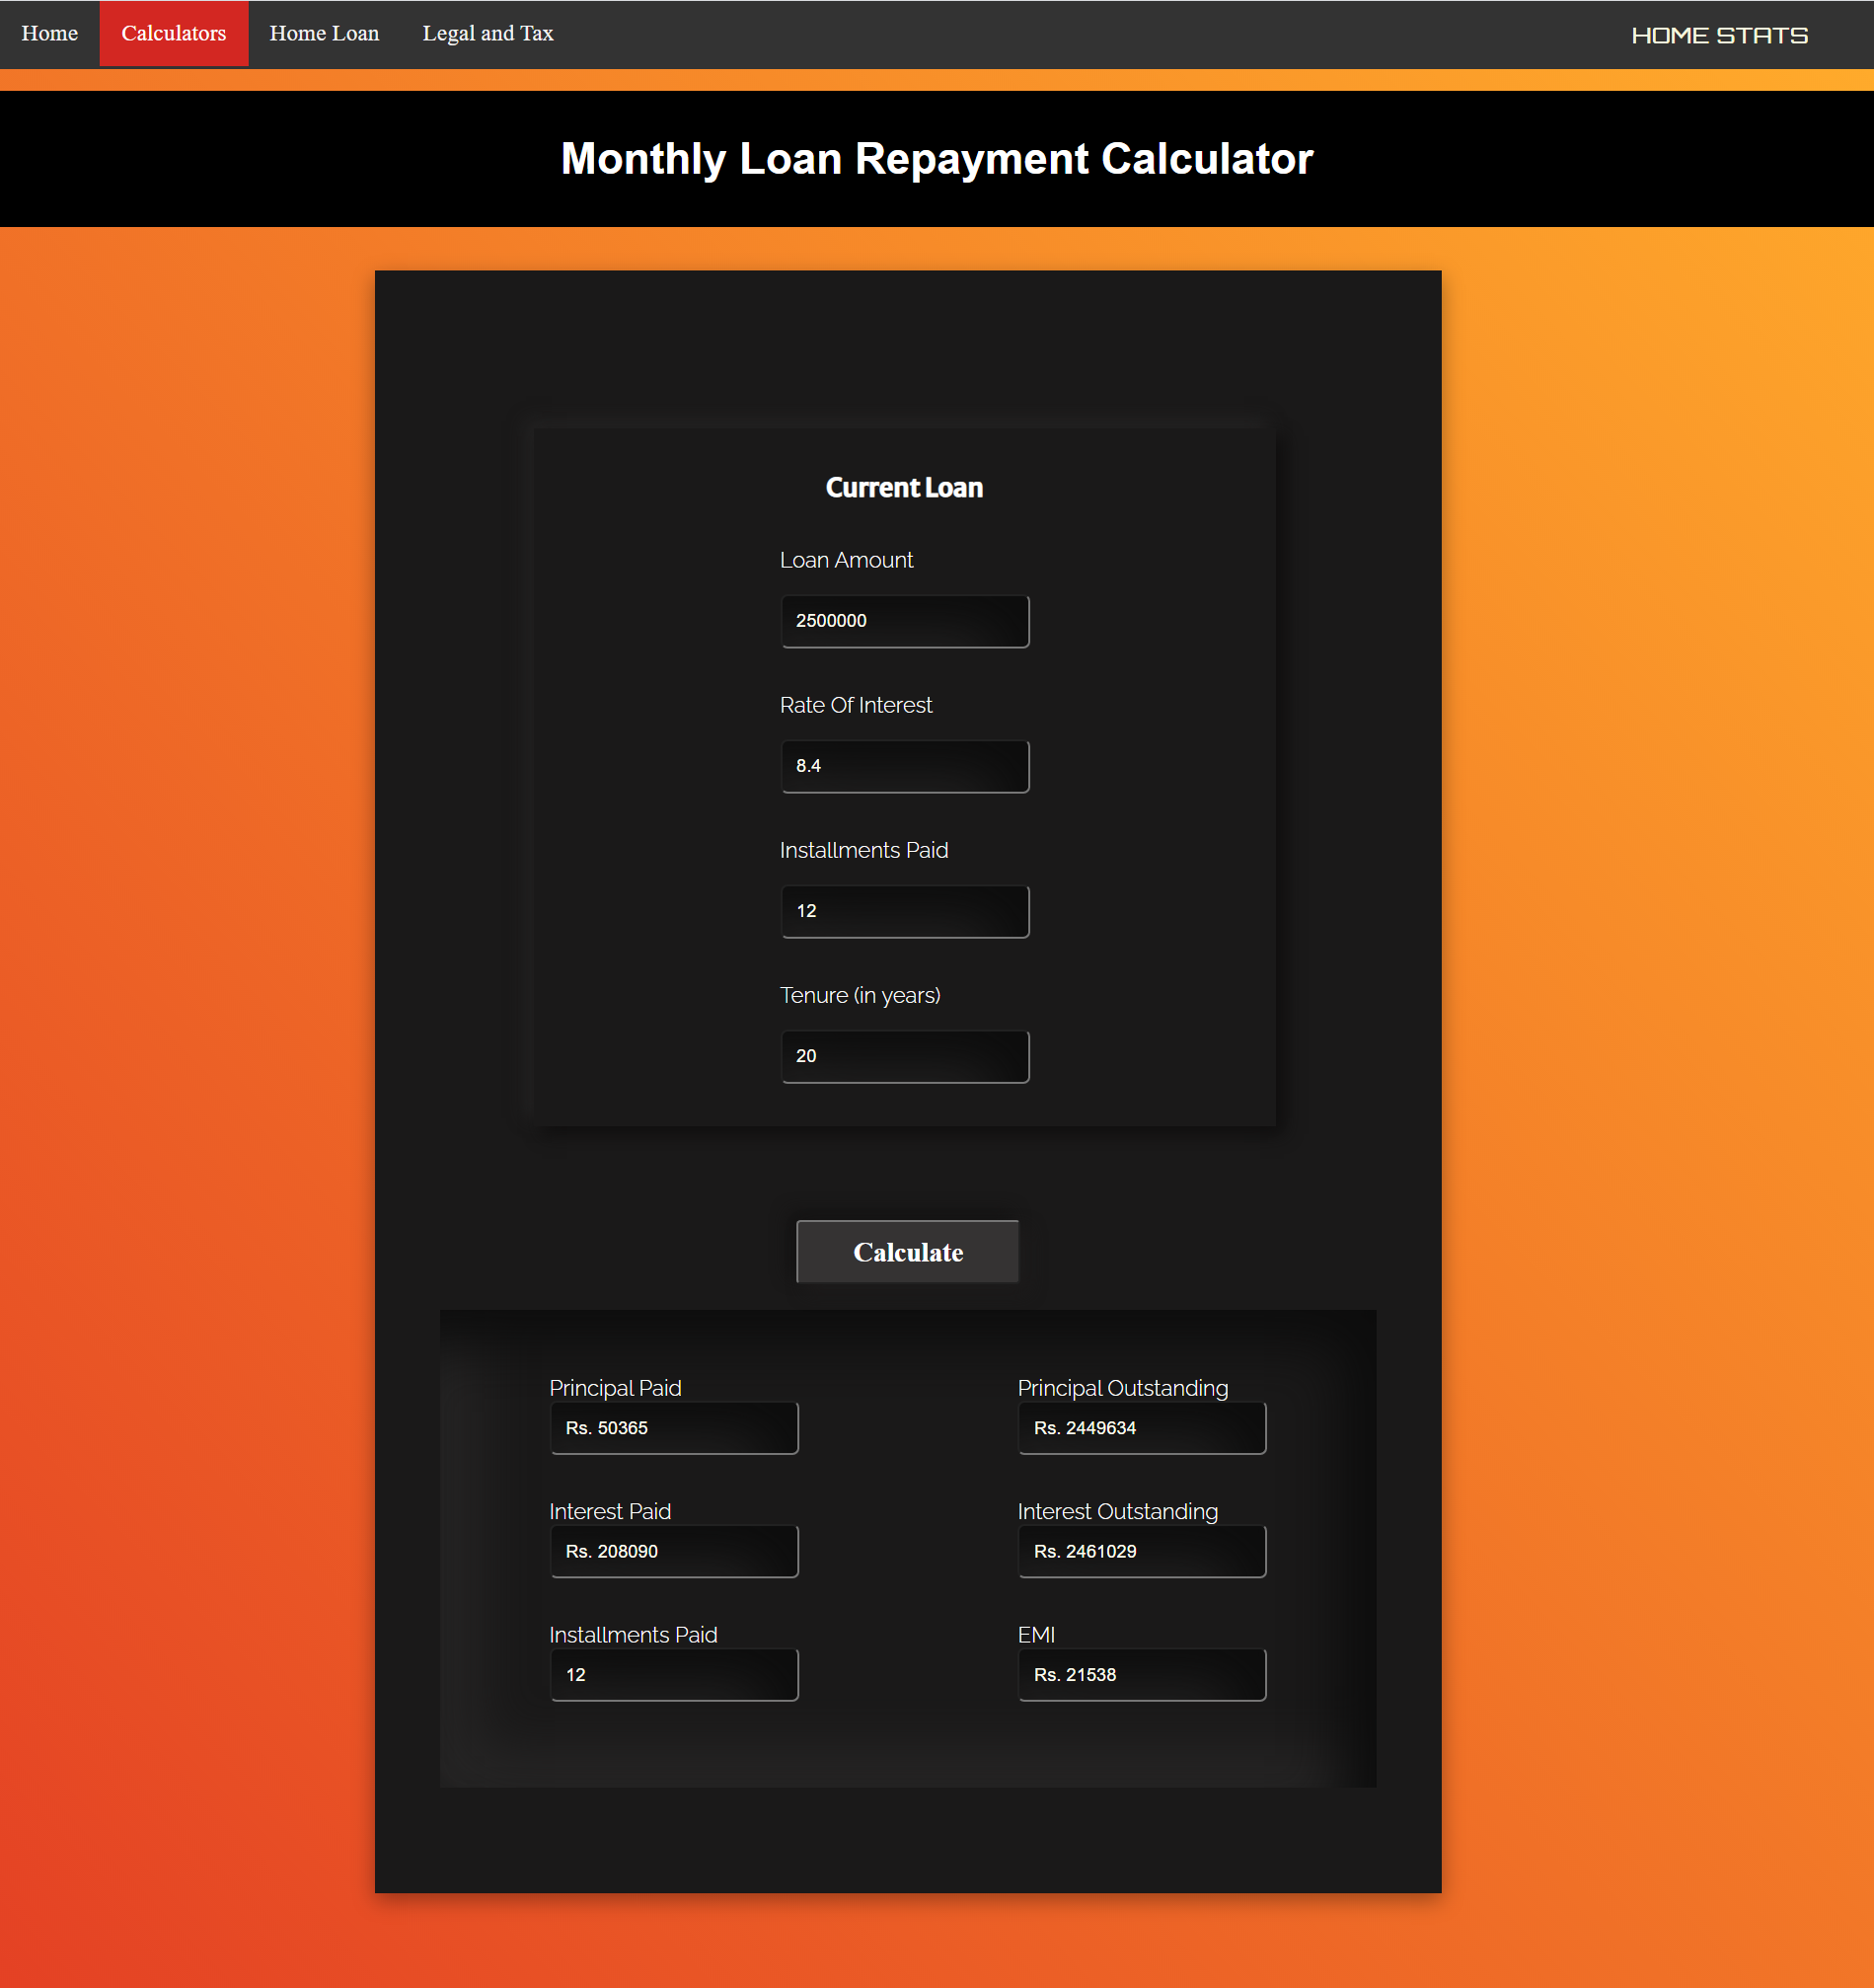 Home Calculators Home Loan Legal and Tax HOME STATS
Monthly Loan Repayment Calculator
Current Loan
Loan Amount
2500000
Rate Of Interest
8.4
Installments Paid
12
Tenure (in years)
20
Calculate
Principal Paid Principal Outstanding
Rs. 50365 Rs. 2449634
Interest Paid Interest Outstanding
Rs. 208090 Rs. 2461029
Installments Paid EMI
12 Rs. 21538